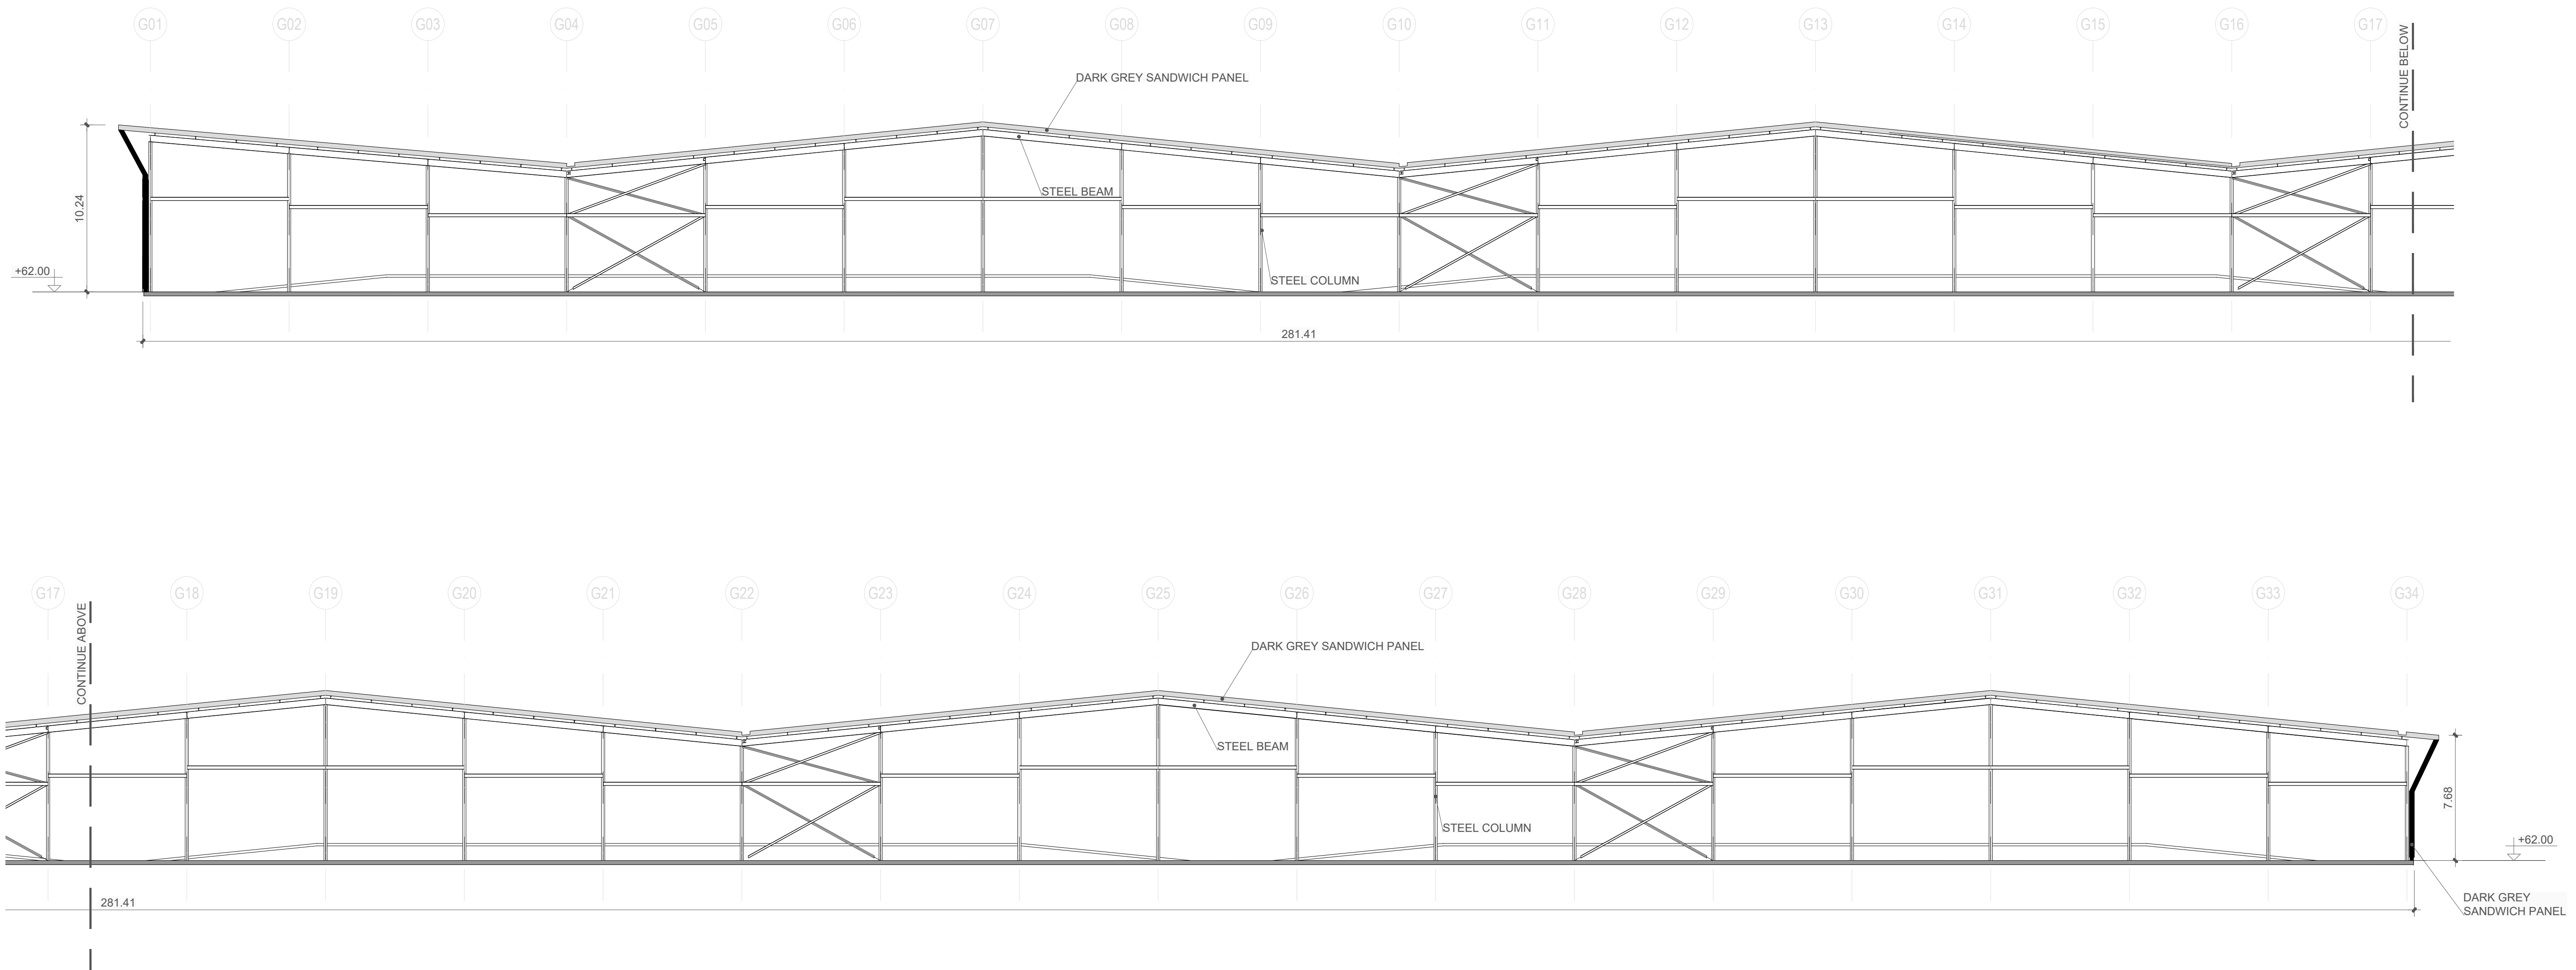 G01 G02 G03 G04 G05 G06 G07 G08 G09 G10 G11 G12 G13 G14 G15 G16 G17
CONTINUE BELOW
DARK GREY SANDWICH PANEL
STEEL BEAM
10.24
+62.00
STEEL COLUMN
281.41
G17 G18 G19 G20 G21 G22 G23 G24 G25 G26 G27 G28 G29 G30 G31 G32 G33 G34
CONTINUE ABOVE
DARK GREY SANDWICH PANEL
STEEL BEAM
7.68
STEEL COLUMN
+62.00
281.41
DARK GREY
SANDWICH PANEL